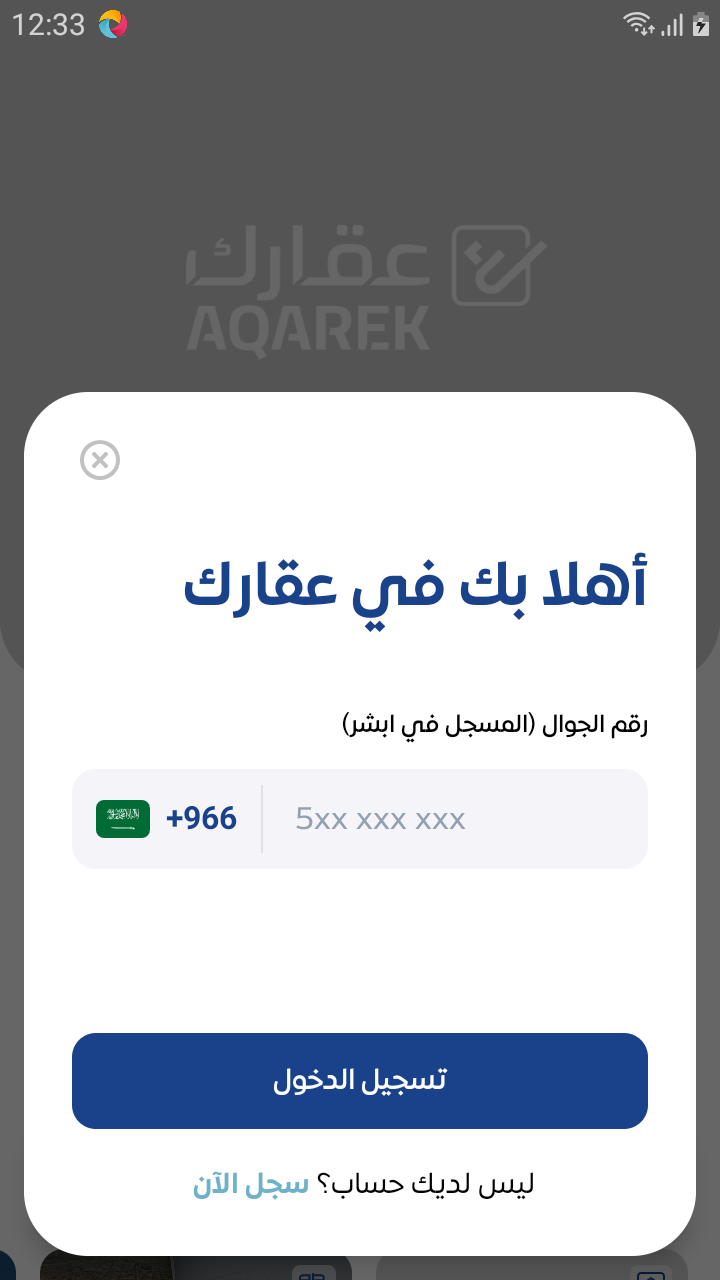 12:33
عقارك
AQAREK
أهلا بك في عقارك
رقم الجوال (المسجل في ابشر)
+966 5xx xxx xxx
تسجيل الدخول
ليس لديك حساب؟ سجل الآن